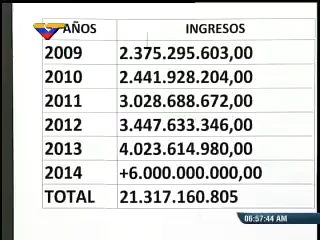 AÑOS INGRESOS
2009 2.375.295.603,00
2010 2.441.928.204,00
2011 3.028.688.672,00
2012 3.447.633.346,00
2013 4.023.614.980,00
2014 +6.000.000.000,00
TOTAL 21.317.160.805
06:57:44 AM